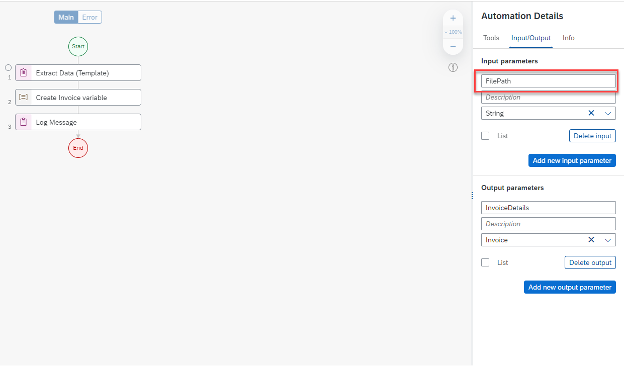 Main Error
Start
1 Extract Data (Template)
2 Create Invoice variable
3 Log Message
End
+
- 100%
−
Automation Details
Tools Input/Output Info
Input parameters
FilePath
Description
String
List Delete input
Add new input parameter
Output parameters
InvoiceDetails
Description
Invoice
List Delete output
Add new output parameter